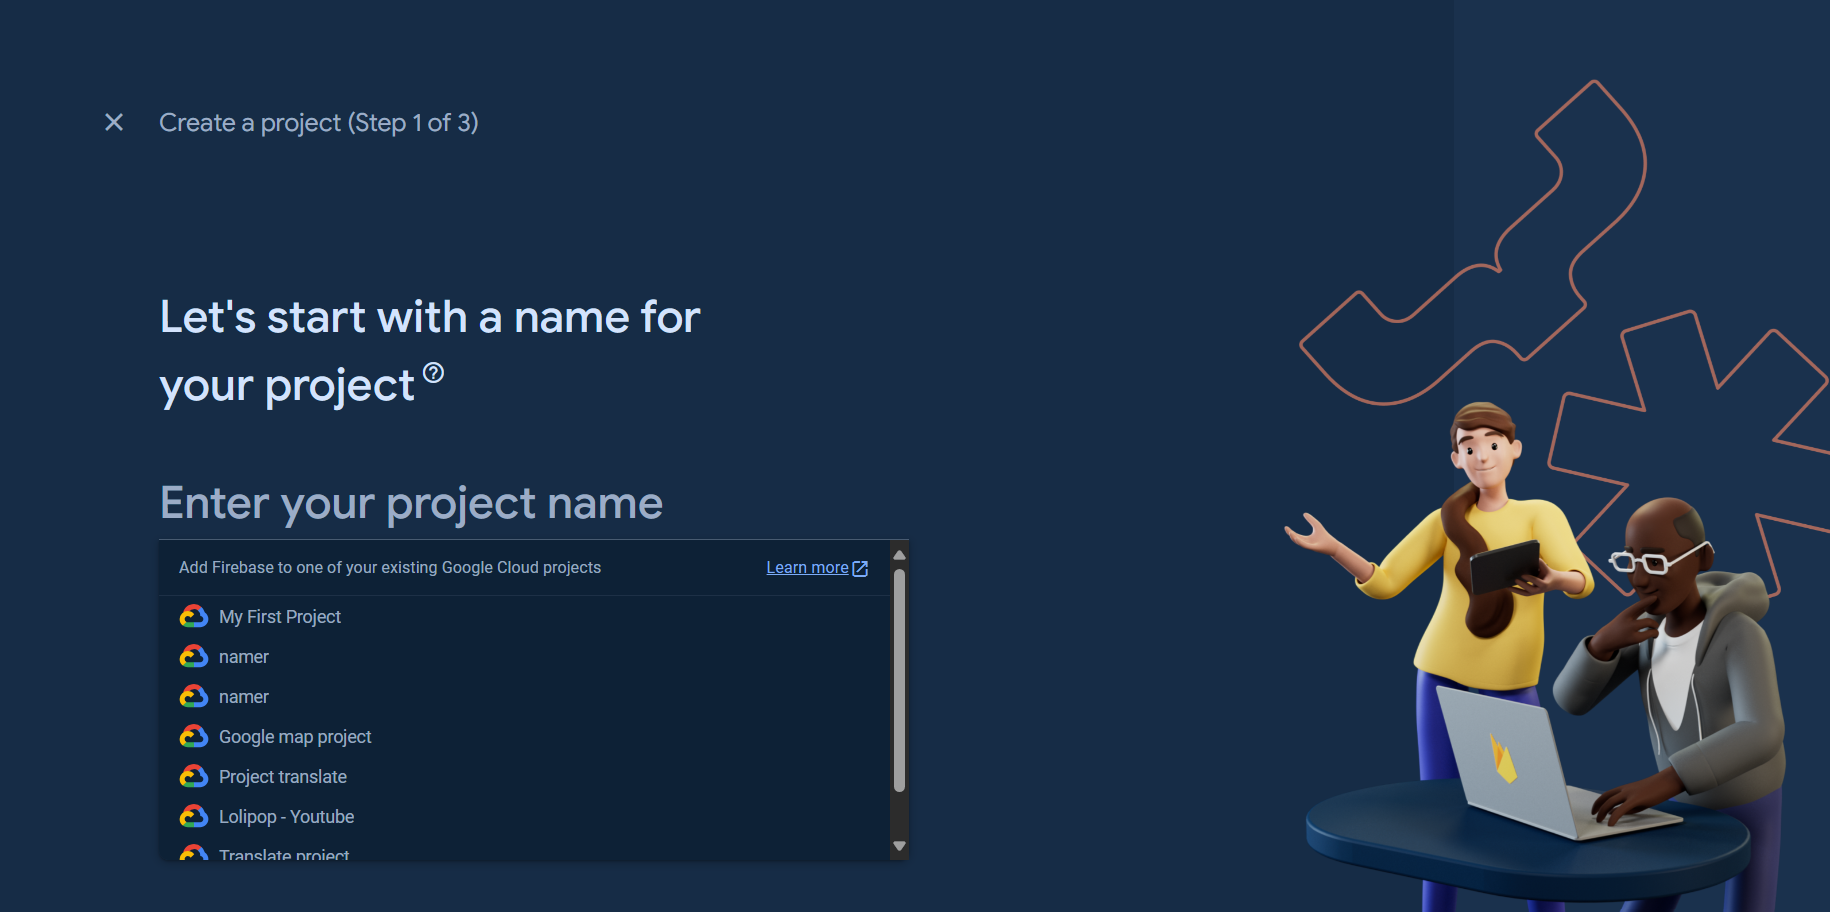 Create a project (Step 1 of 3)
Let's start with a name for
your project
Enter your project name
Add Firebase to one of your existing Google Cloud projects Learn more
My First Project
namer
namer
Google map project
Project translate
Lolipop - Youtube
Translate project